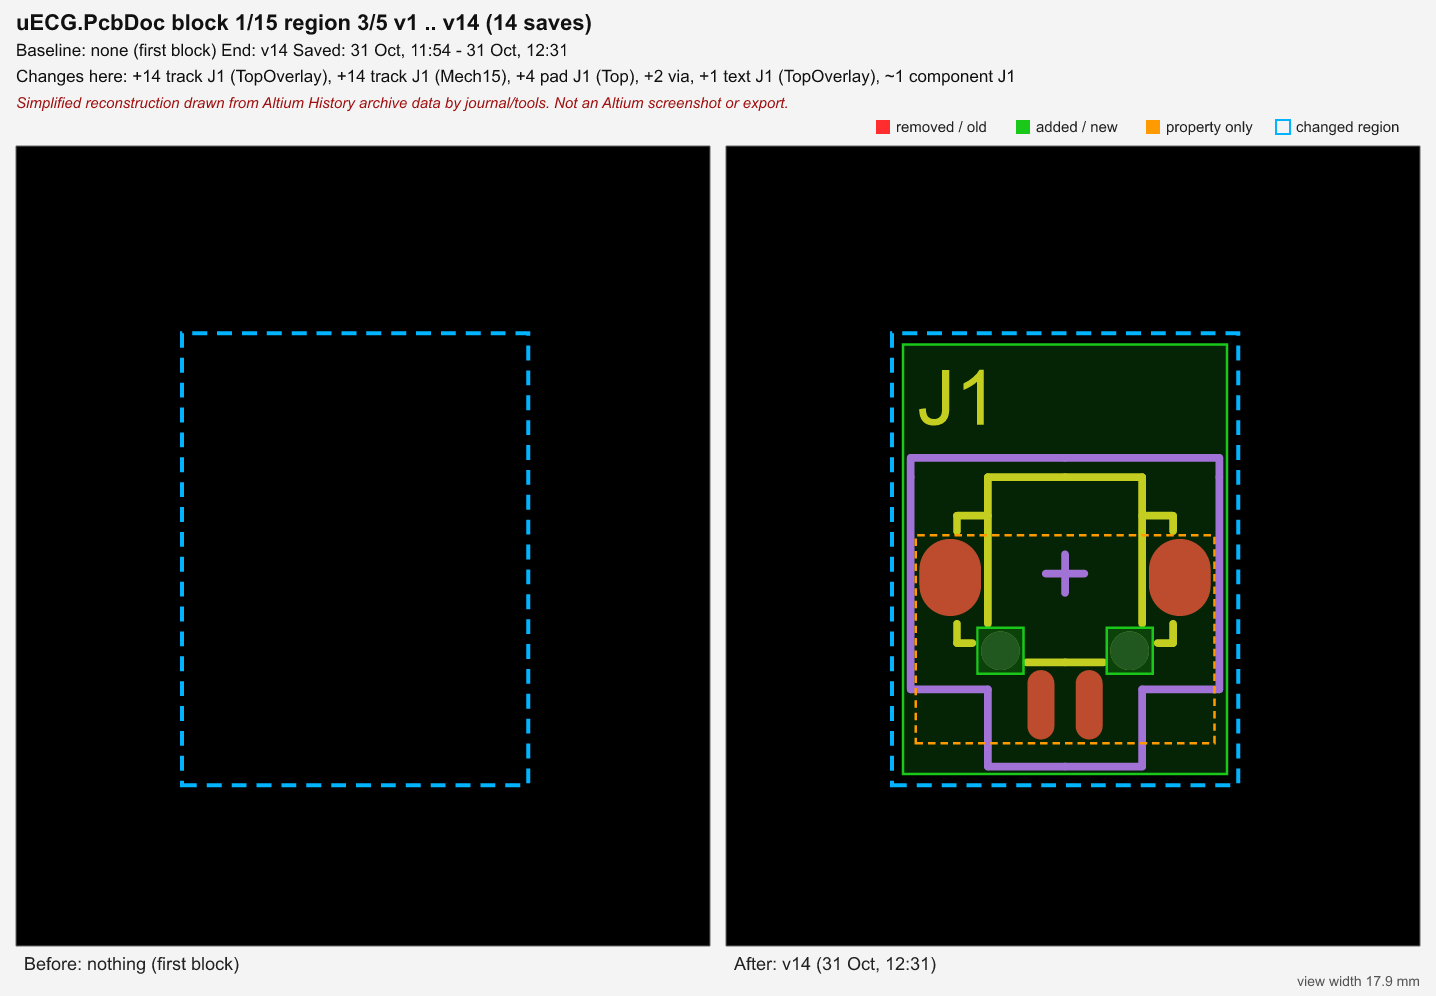 uECG.PcbDoc block 1/15 region 3/5 v1 .. v14 (14 saves)
Baseline: none (first block) End: v14 Saved: 31 Oct, 11:54 - 31 Oct, 12:31
Changes here: +14 track J1 (TopOverlay), +14 track J1 (Mech15), +4 pad J1 (Top), +2 via, +1 text J1 (TopOverlay), ~1 component J1
Simplified reconstruction drawn from Altium History archive data by journal/tools. Not an Altium screenshot or export.
removed / old added / new property only changed region
J1
Before: nothing (first block)
After: v14 (31 Oct, 12:31)
view width 17.9 mm